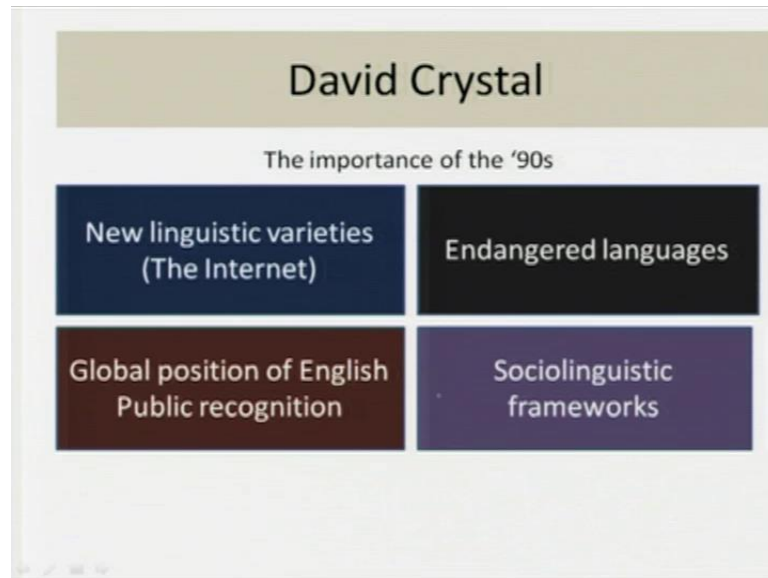 David Crystal
The importance of the ‘90s
New linguistic varieties
(The Internet)
Endangered languages
Global position of English
Public recognition
Sociolinguistic
frameworks